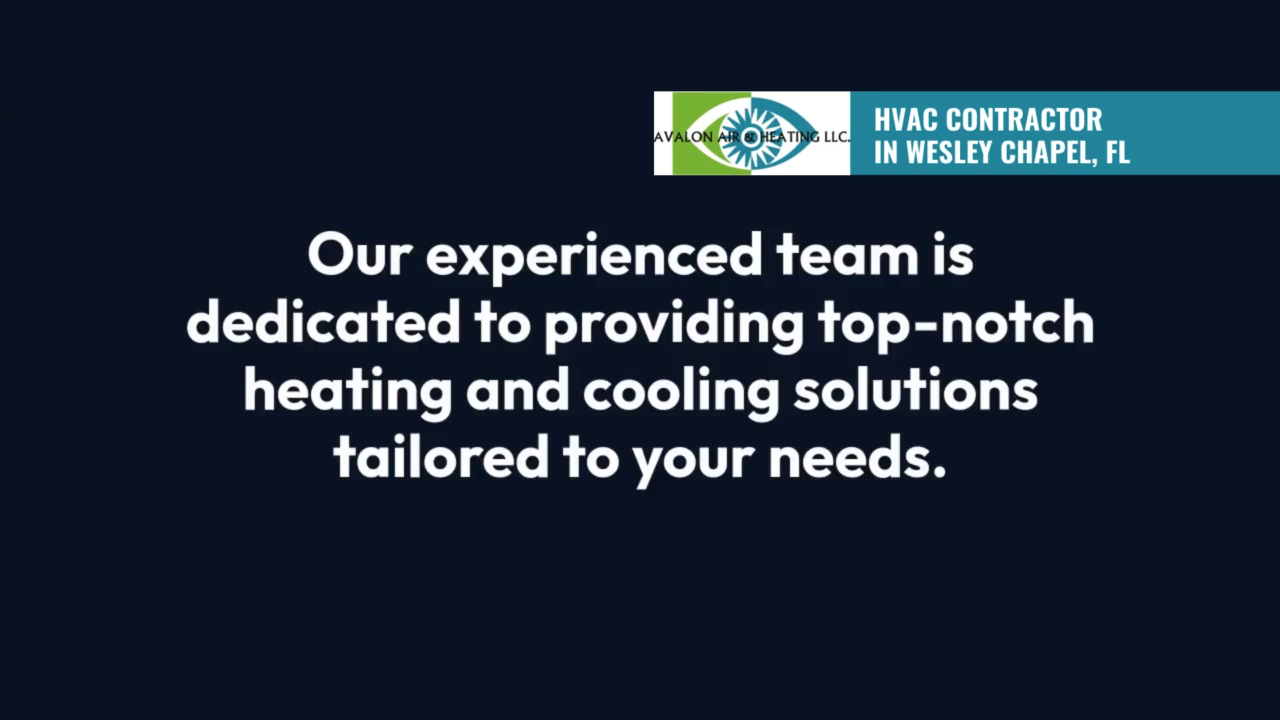 AVALON AIR & HEATING LLC.
HVAC CONTRACTOR
IN WESLEY CHAPEL, FL
Our experienced team is
dedicated to providing top-notch
heating and cooling solutions
tailored to your needs.